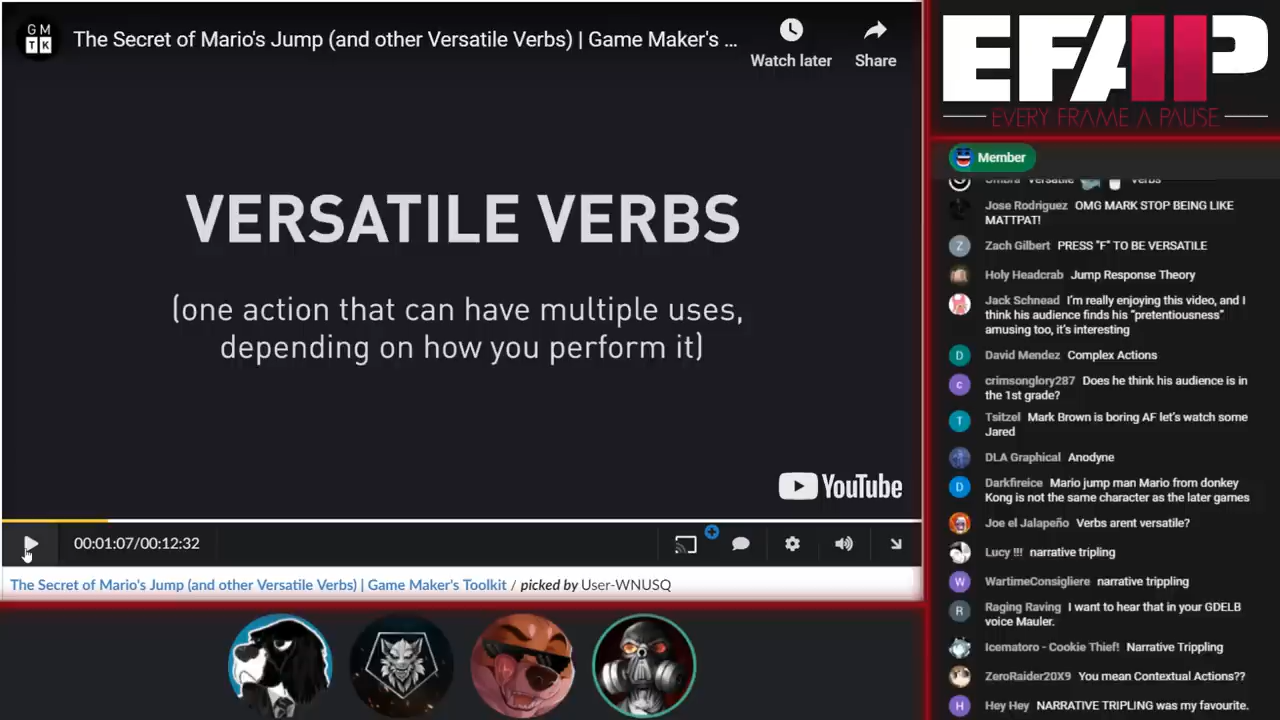 GM
TK
The Secret of Mario's Jump (and other Versatile Verbs) | Game Maker's ...
Watch later
Share
VERSATILE VERBS
(one action that can have multiple uses,
depending on how you perform it)
YouTube
00:01:07/00:12:32
The Secret of Mario's Jump (and other Versatile Verbs) | Game Maker's Toolkit / picked by User-WNUSQ
EFAP
EVERY FRAME A PAUSE
Member
Versatile Verbs
Jose Rodriguez OMG MARK STOP BEING LIKE
MATTPAT!
Z Zach Gilbert PRESS "F" TO BE VERSATILE
Holy Headcrab Jump Response Theory
Jack Schnead I'm really enjoying this video, and I
think his audience finds his "pretentiousness"
amusing too, it's interesting
D David Mendez Complex Actions
c crimsonglory287 Does he think his audience is in
the 1st grade?
Tsitzel Mark Brown is boring AF let's watch some
Jared
DLA Graphical Anodyne
D Darkfireice Mario jump man Mario from donkey
Kong is not the same character as the later games
Joe el Jalapeño Verbs arent versatile?
Lucy !!! narrative tripling
W WartimeConsigliere narrative trippling
R Raging Raving I want to hear that in your GDELB
voice Mauler.
Icematoro - Cookie Thief! Narrative Trippling
ZeroRaider20X9 You mean Contextual Actions??
H Hey Hey NARRATIVE TRIPLING was my favourite.